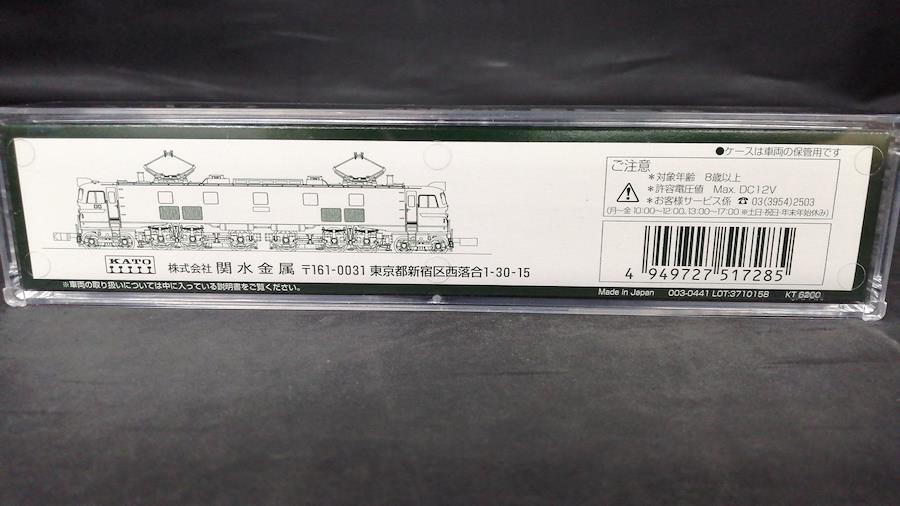 ●ケースは車両の保管用です
ご注意
*対象年齢 8歳以上
*許容電圧値 Max. DC12V
*お客様サービス係 ☎ 03(3954)2503
(月~金 10:00~12:00, 13:00~17:00 ※土日・祝日・年末年始休み)
KATO
株式会社 関水金属 〒161-0031 東京都新宿区西落合1-30-15
※車両の取り扱いについては中に入っている説明書をご覧ください。
4 949727 517285
Made in Japan 003-0441 LOT:3710158 KT 6200